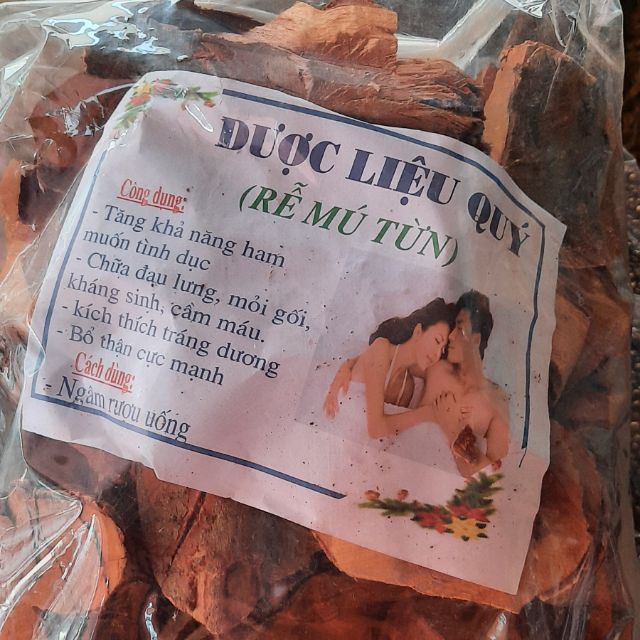 DƯỢC LIỆU QUÝ
(RỄ MÚ TỪN)
Công dụng:
- Tăng khả năng ham
muốn tình dục
- Chữa đạu lưng, mỏi gối,
kháng sinh, cầm máu,
- kích thích tráng dương
- Bổ thận cực mạnh
Cách dùng:
- Ngâm rượu uống